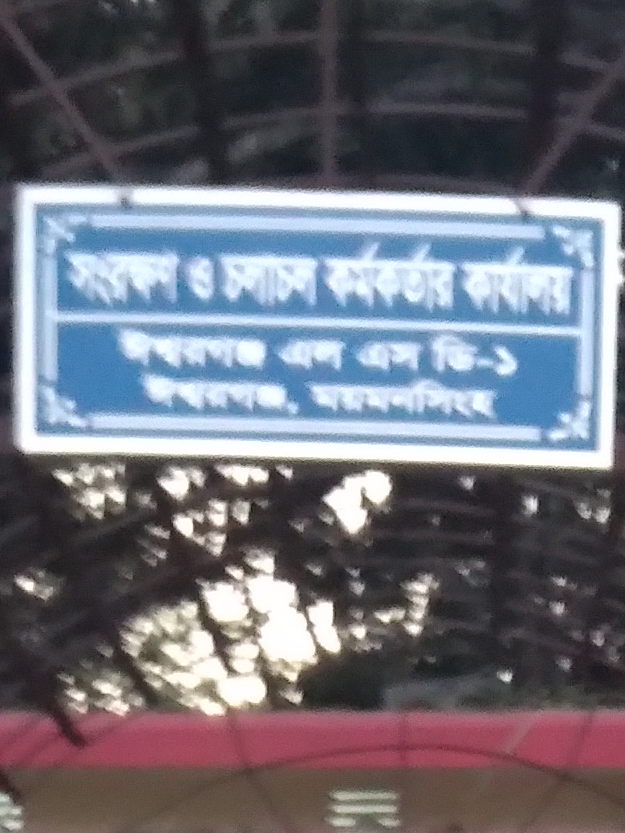 সংরক্ষণ ও চলাচল কর্মকর্তার কার্যালয়
ঈশ্বরগঞ্জ এল এস ডি-১
ঈশ্বরগঞ্জ, ময়মনসিংহ